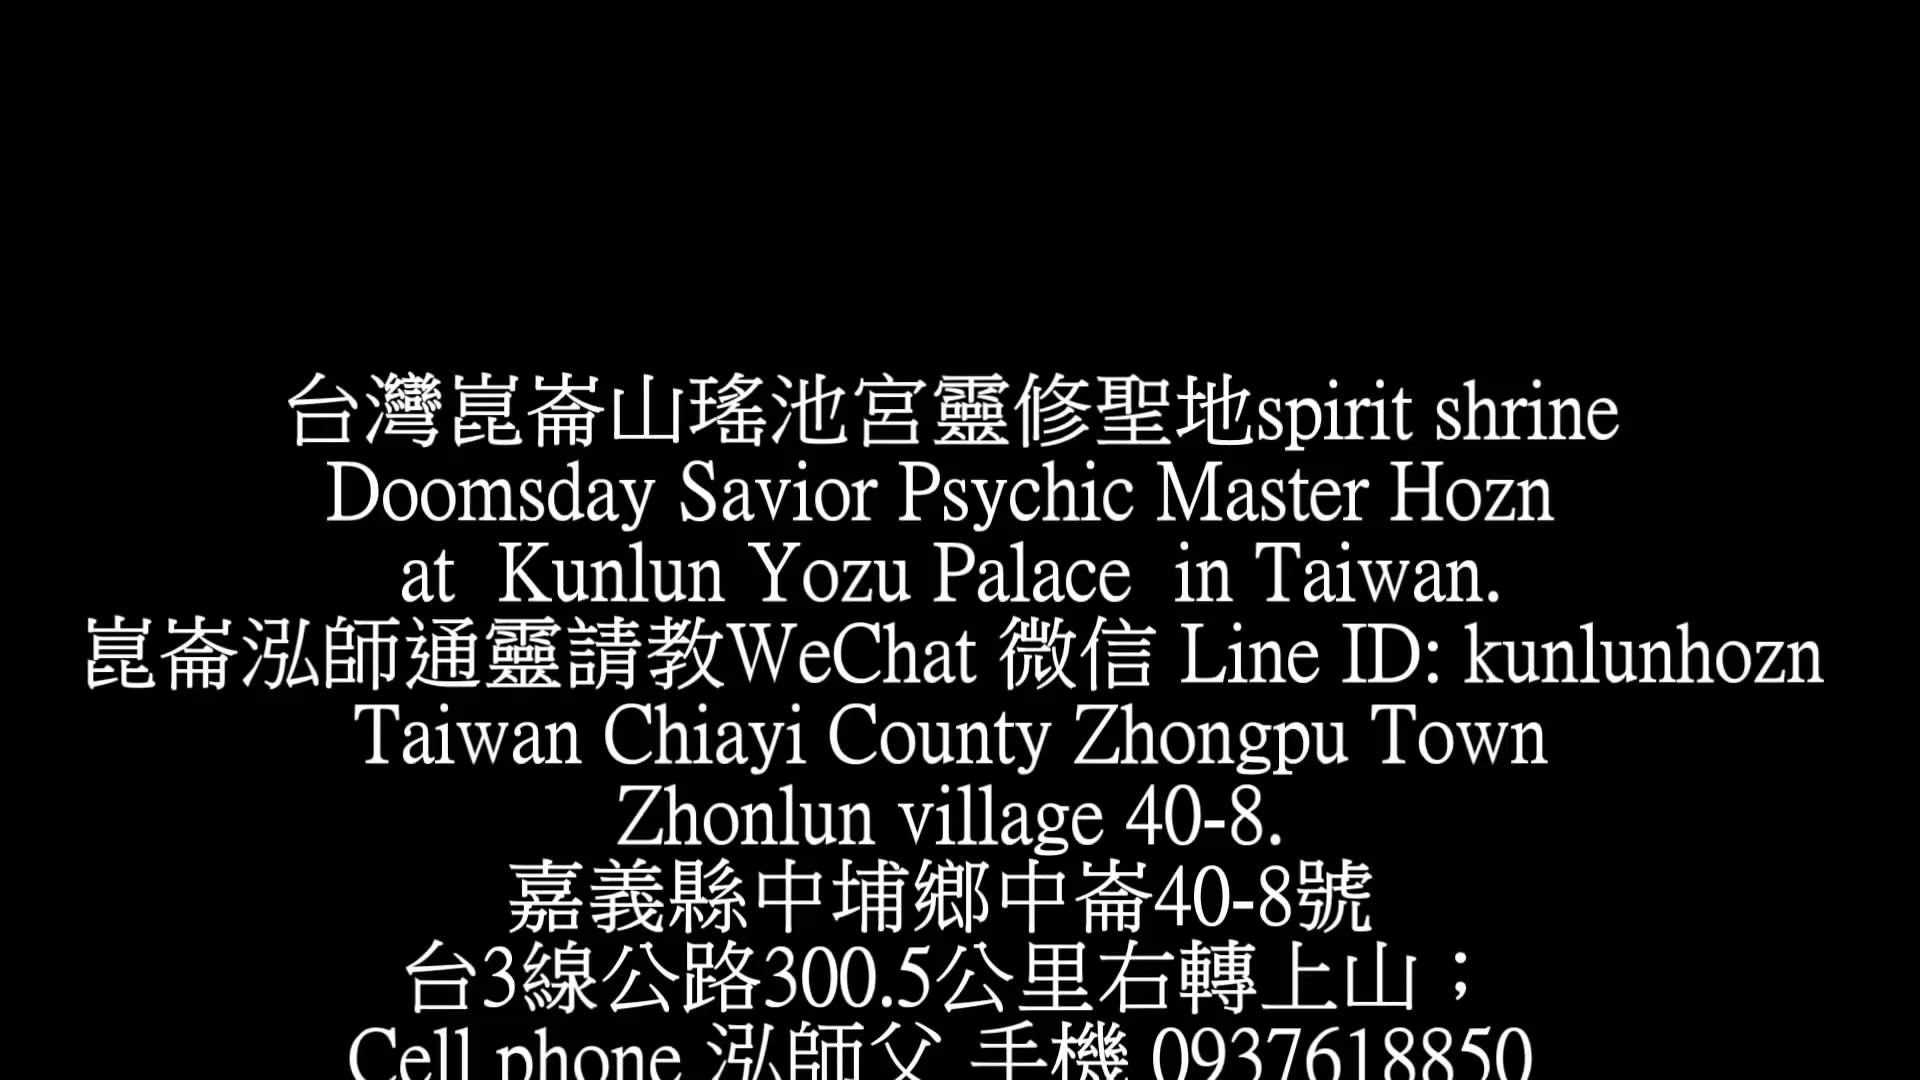 台灣崑崙山瑤池宮靈修聖地spirit shrine
Doomsday Savior Psychic Master Hozn
at Kunlun Yozu Palace in Taiwan.
崑崙泓師通靈請教WeChat 微信 Line ID: kunlunhozn
Taiwan Chiayi County Zhongpu Town
Zhonlun village 40-8.
嘉義縣中埔鄉中崙40-8號
台3線公路300.5公里右轉上山；
Cell phone 泓師父 手機 0937618850